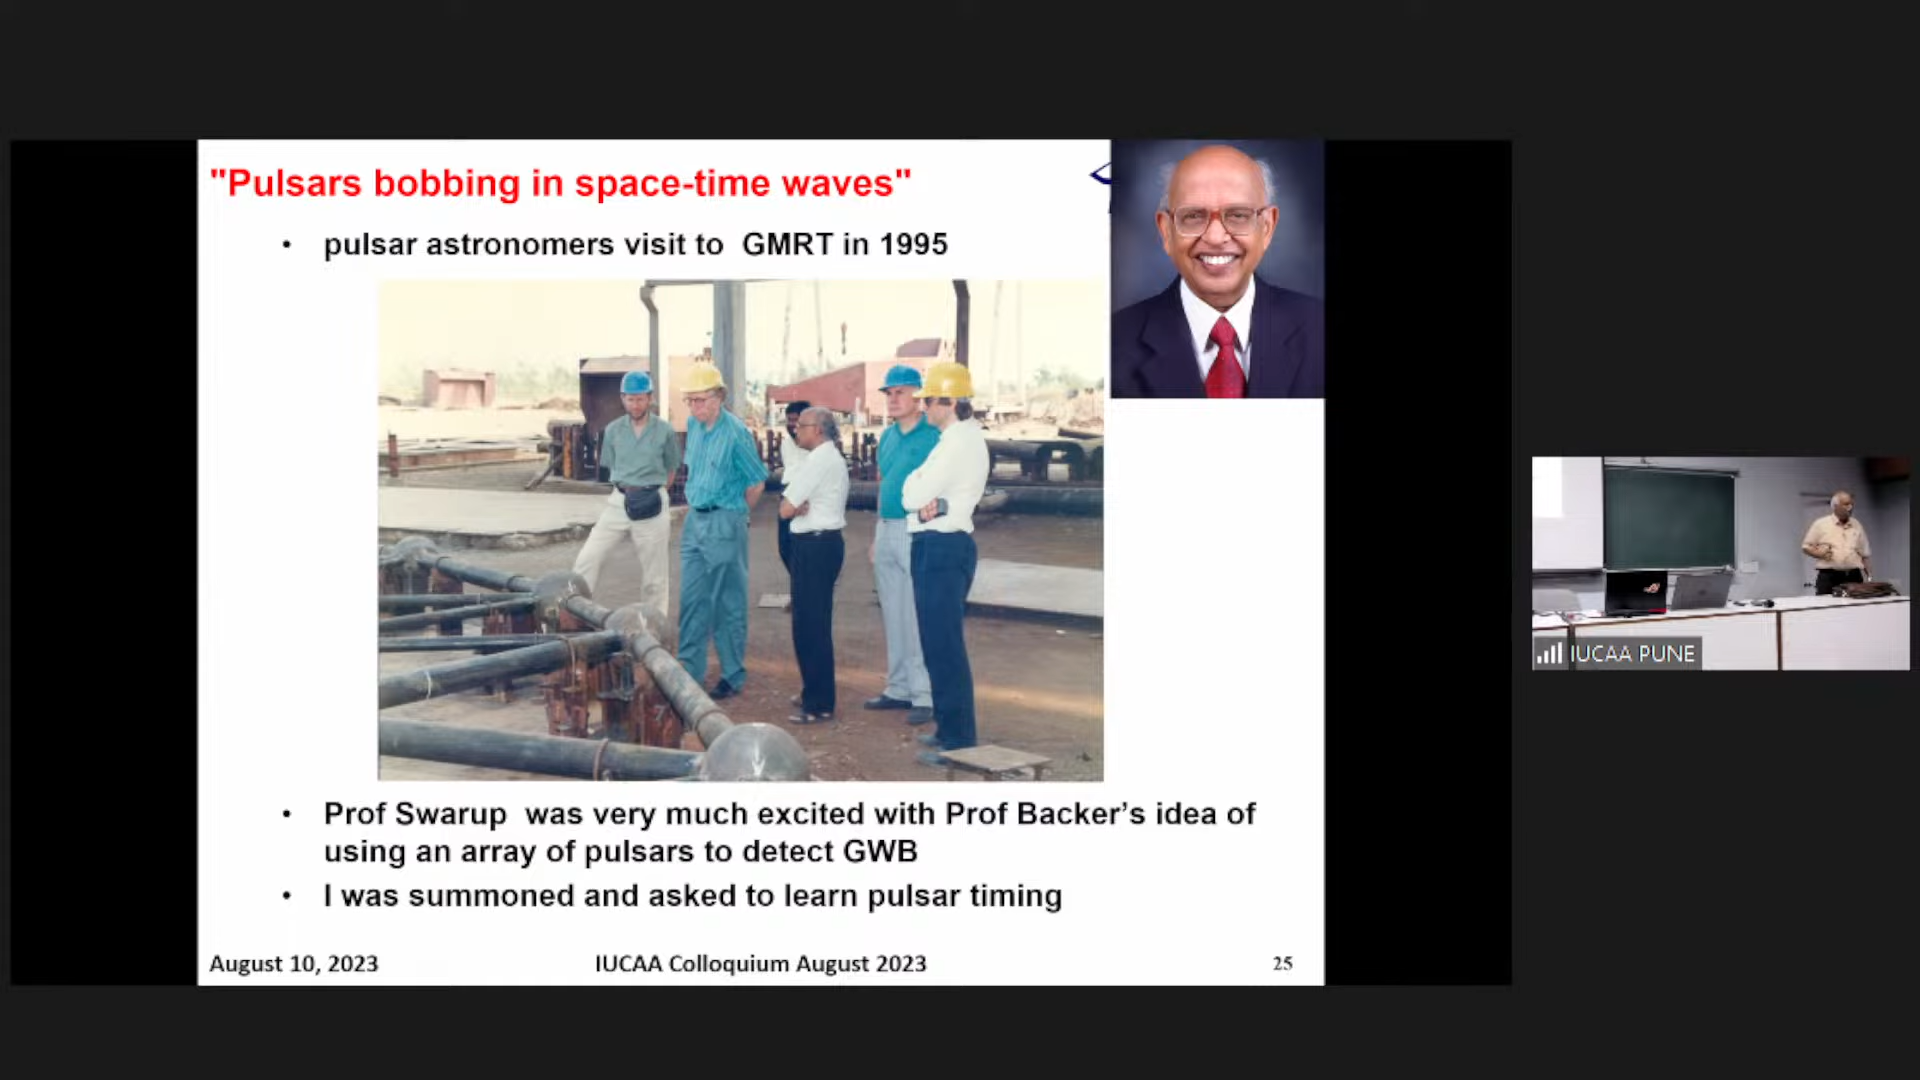 "Pulsars bobbing in space-time waves"
• pulsar astronomers visit to GMRT in 1995
• Prof Swarup was very much excited with Prof Backer’s idea of
using an array of pulsars to detect GWB
• I was summoned and asked to learn pulsar timing
August 10, 2023
IUCAA Colloquium August 2023
25
IUCAA PUNE